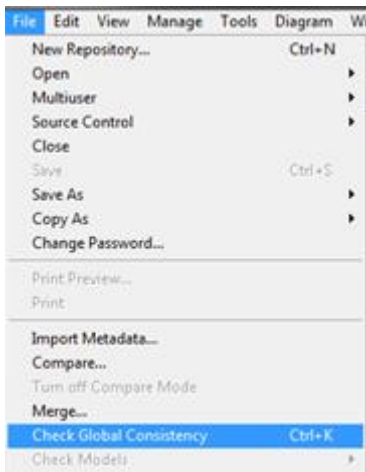 File Edit View Manage Tools Diagram
New Repository... Ctrl+N
Open
Multiuser
Source Control
Close
Save Ctrl+S
Save As
Copy As
Change Password...
Print Preview...
Print
Import Metadata...
Compare...
Turn off Compare Mode
Merge...
Check Global Consistency Ctrl+K
Check Models